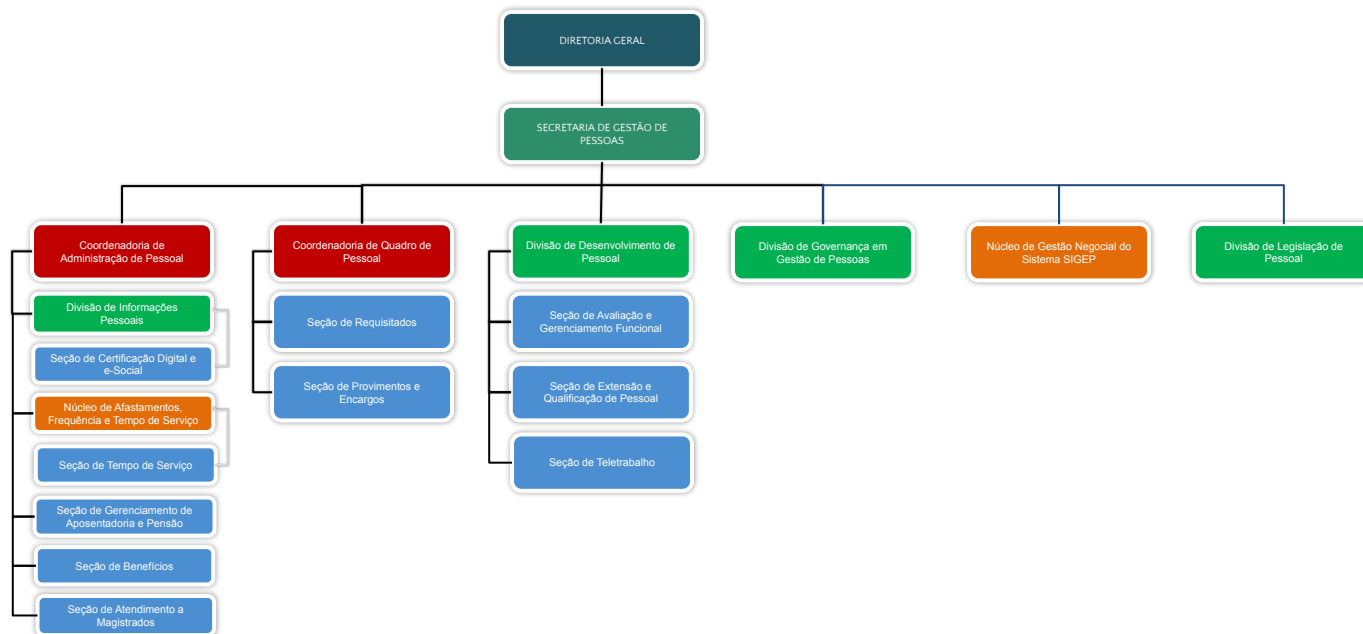 DIRETORIA GERAL
SECRETARIA DE GESTÃO DE
PESSOAS
Coordenadoria de
Administração de Pessoal
Divisão de Informações
Pessoais
Seção de Certificação Digital e
e-Social
Núcleo de Afastamentos,
Frequência e Tempo de Serviço
Seção de Tempo de Serviço
Seção de Gerenciamento de
Aposentadoria e Pensão
Seção de Benefícios
Seção de Atendimento a
Magistrados
Coordenadoria de Quadro de
Pessoal
Seção de Requisitados
Seção de Provimentos e
Encargos
Divisão de Desenvolvimento de
Pessoal
Seção de Avaliação e
Gerenciamento Funcional
Seção de Extensão e
Qualificação de Pessoal
Seção de Teletrabalho
Divisão de Governança em
Gestão de Pessoas
Núcleo de Gestão Negocial do
Sistema SIGEP
Divisão de Legislação de
Pessoal